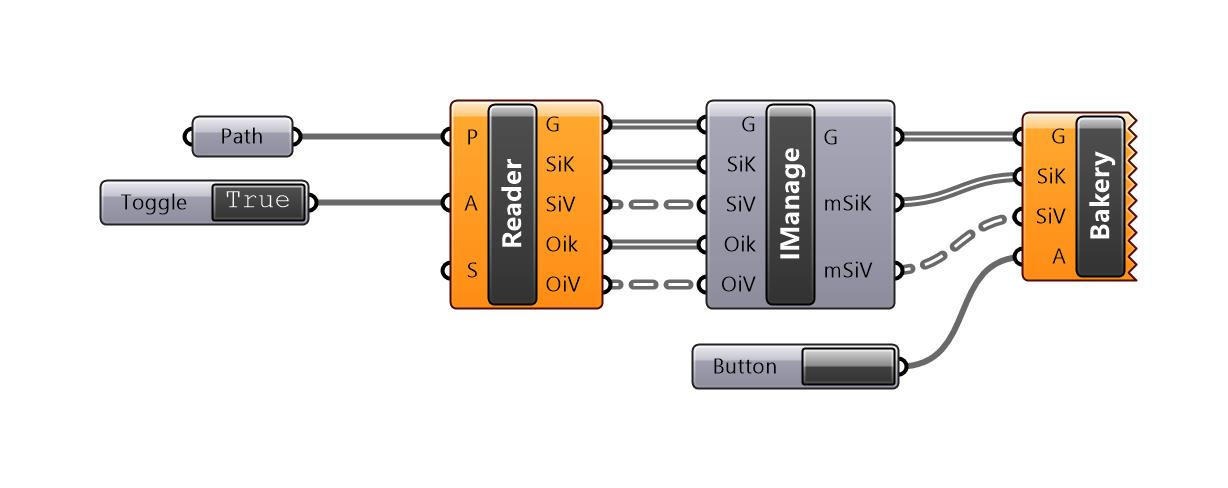 Path
Toggle True
P
A
S
Reader
G
SiK
SiV
Oik
OiV
G
SiK
SiV
Oik
OiV
IManage
G
mSiK
mSiV
G
SiK
SiV
A
Bakery
Button